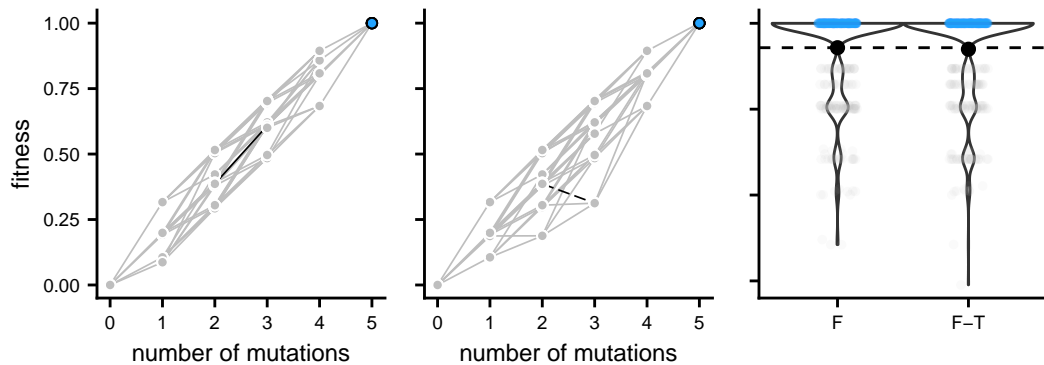 1.00
0.75
0.50
0.25
0.00
fitness
0 1 2 3 4 5
number of mutations
0 1 2 3 4 5
number of mutations
F F−T